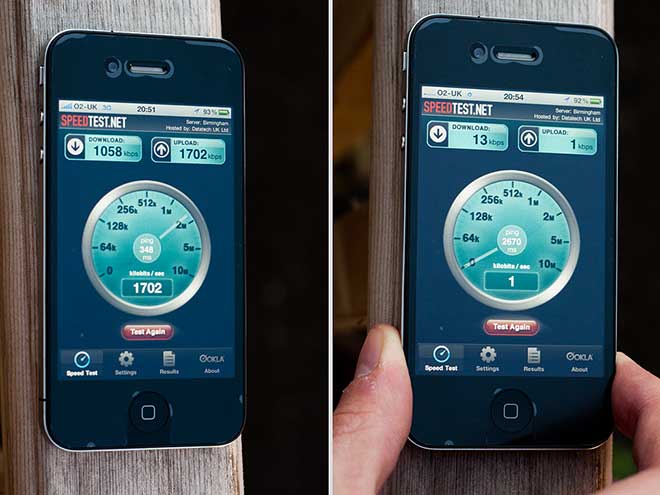 O2-UK 3G 20:51 93%
SPEEDTEST.NET
Server: Birmingham
Hosted by: Datatech UK Ltd
DOWNLOAD:
1058 kbps
UPLOAD:
1702 kbps
512k 1M
256k 2M
128k 5M
64k 10M
0
ping
348
ms
kilobits / sec
1702
Test Again
Speed Test Settings Results About
OOKLA
O2-UK 20:54 92%
SPEEDTEST.NET
Server: Birmingham
Hosted by: Datatech UK Ltd
DOWNLOAD:
13 kbps
UPLOAD:
1 kbps
512k 1M
256k 2M
128k 5M
64k 10M
0
ping
2670
ms
kilobits / sec
1
Test Again
Speed Test Settings Results About
OOKLA